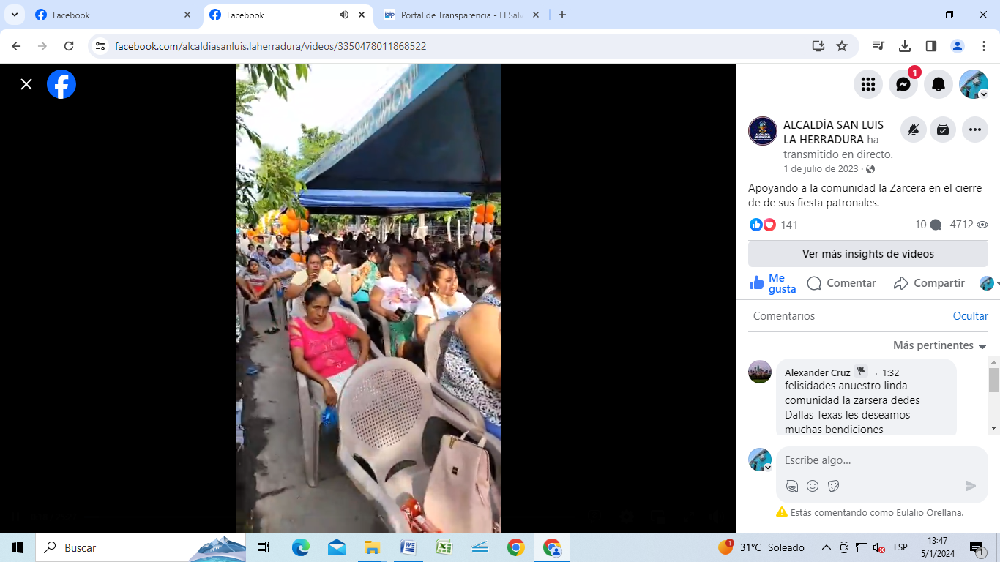 Facebook
Facebook
Portal de Transparencia - El Sal
facebook.com/alcaldiasanluis.laherradura/videos/3350478011868522
1
ALCALDÍA SAN LUIS
LA HERRADURA ha
transmitido en directo.
1 de julio de 2023 ·
Apoyando a la comunidad la Zarcera en el cierre
de de sus fiesta patronales.
141
10
4712
Ver más insights de vídeos
Me
gusta
Comentar
Compartir
Comentarios
Ocultar
Más pertinentes
Alexander Cruz · 1:32
felisidades anuestro linda
comunidad la zarsera dedes
Dallas Texas les deseamos
muchas bendiciones
Escribe algo...
Estás comentando como Eulalio Orellana.
Buscar
1
31°C Soleado
ESP
13:47
5/1/2024
1